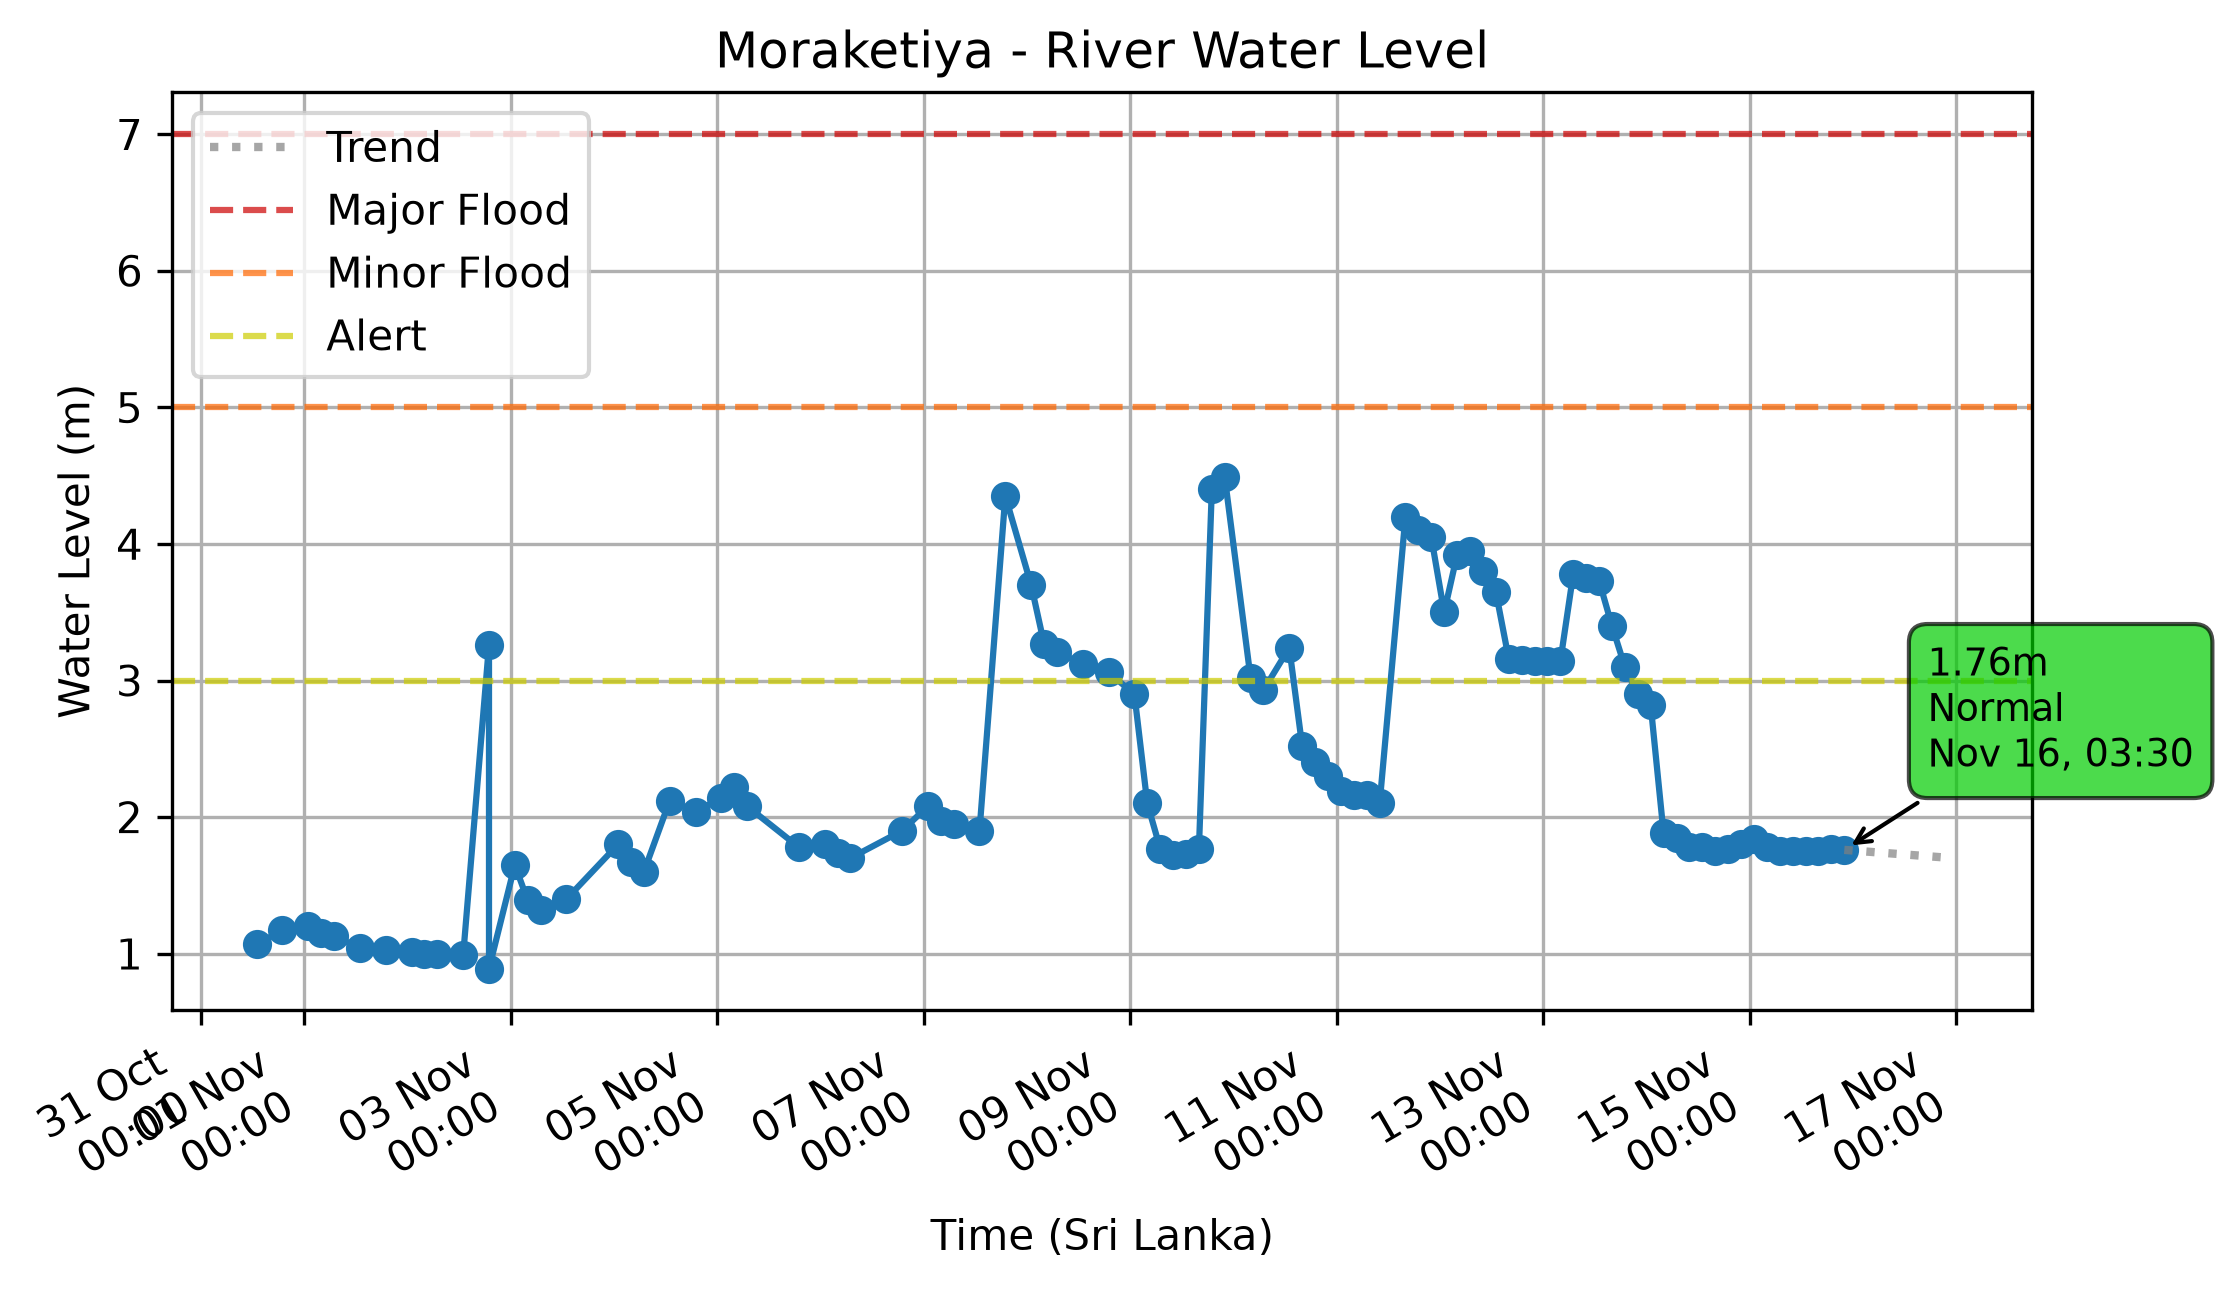 Moraketiya - River Water Level
Trend
Major Flood
Minor Flood
Alert
7
6
5
4
3
2
1
Water Level (m)
1.76m
Normal
Nov 16, 03:30
31 Oct
00:00
01 Nov
00:00
03 Nov
00:00
05 Nov
00:00
07 Nov
00:00
09 Nov
00:00
11 Nov
00:00
13 Nov
00:00
15 Nov
00:00
17 Nov
00:00
Time (Sri Lanka)